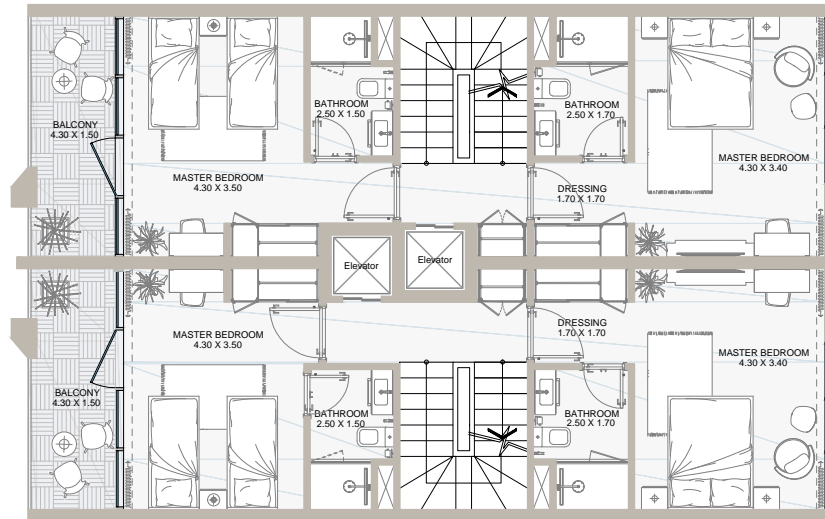 BALCONY
4.30 X 1.50
MASTER BEDROOM
4.30 X 3.50
BATHROOM
2.50 X 1.50
BATHROOM
2.50 X 1.70
MASTER BEDROOM
4.30 X 3.40
DRESSING
1.70 X 1.70
Elevator
Elevator
MASTER BEDROOM
4.30 X 3.50
DRESSING
1.70 X 1.70
MASTER BEDROOM
4.30 X 3.40
BALCONY
4.30 X 1.50
BATHROOM
2.50 X 1.50
BATHROOM
2.50 X 1.70